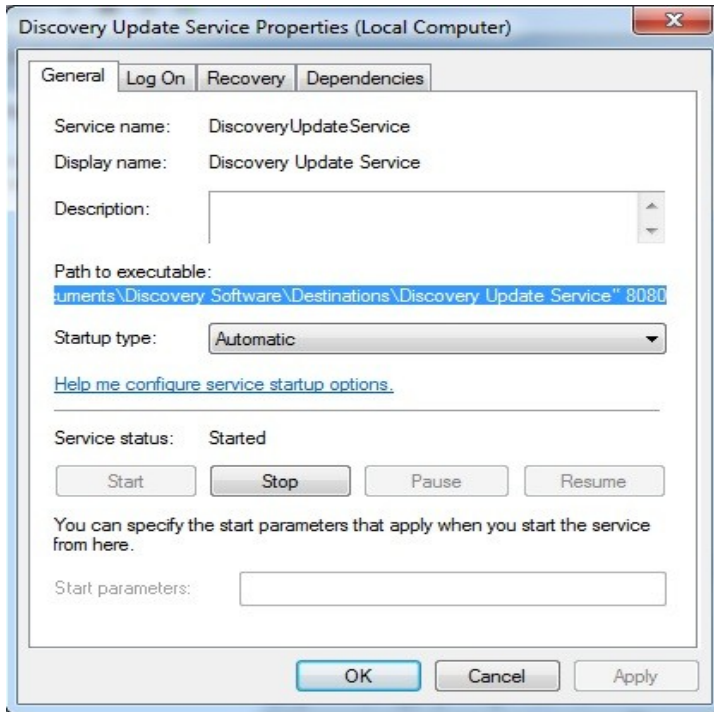 Discovery Update Service Properties (Local Computer)
General Log On Recovery Dependencies
Service name: DiscoveryUpdateService
Display name: Discovery Update Service
Description:
Path to executable:
cuments\Discovery Software\Destinations\Discovery Update Service" 8080
Startup type: Automatic
Help me configure service startup options.
Service status: Started
Start Stop Pause Resume
You can specify the start parameters that apply when you start the service
from here.
Start parameters:
OK Cancel Apply